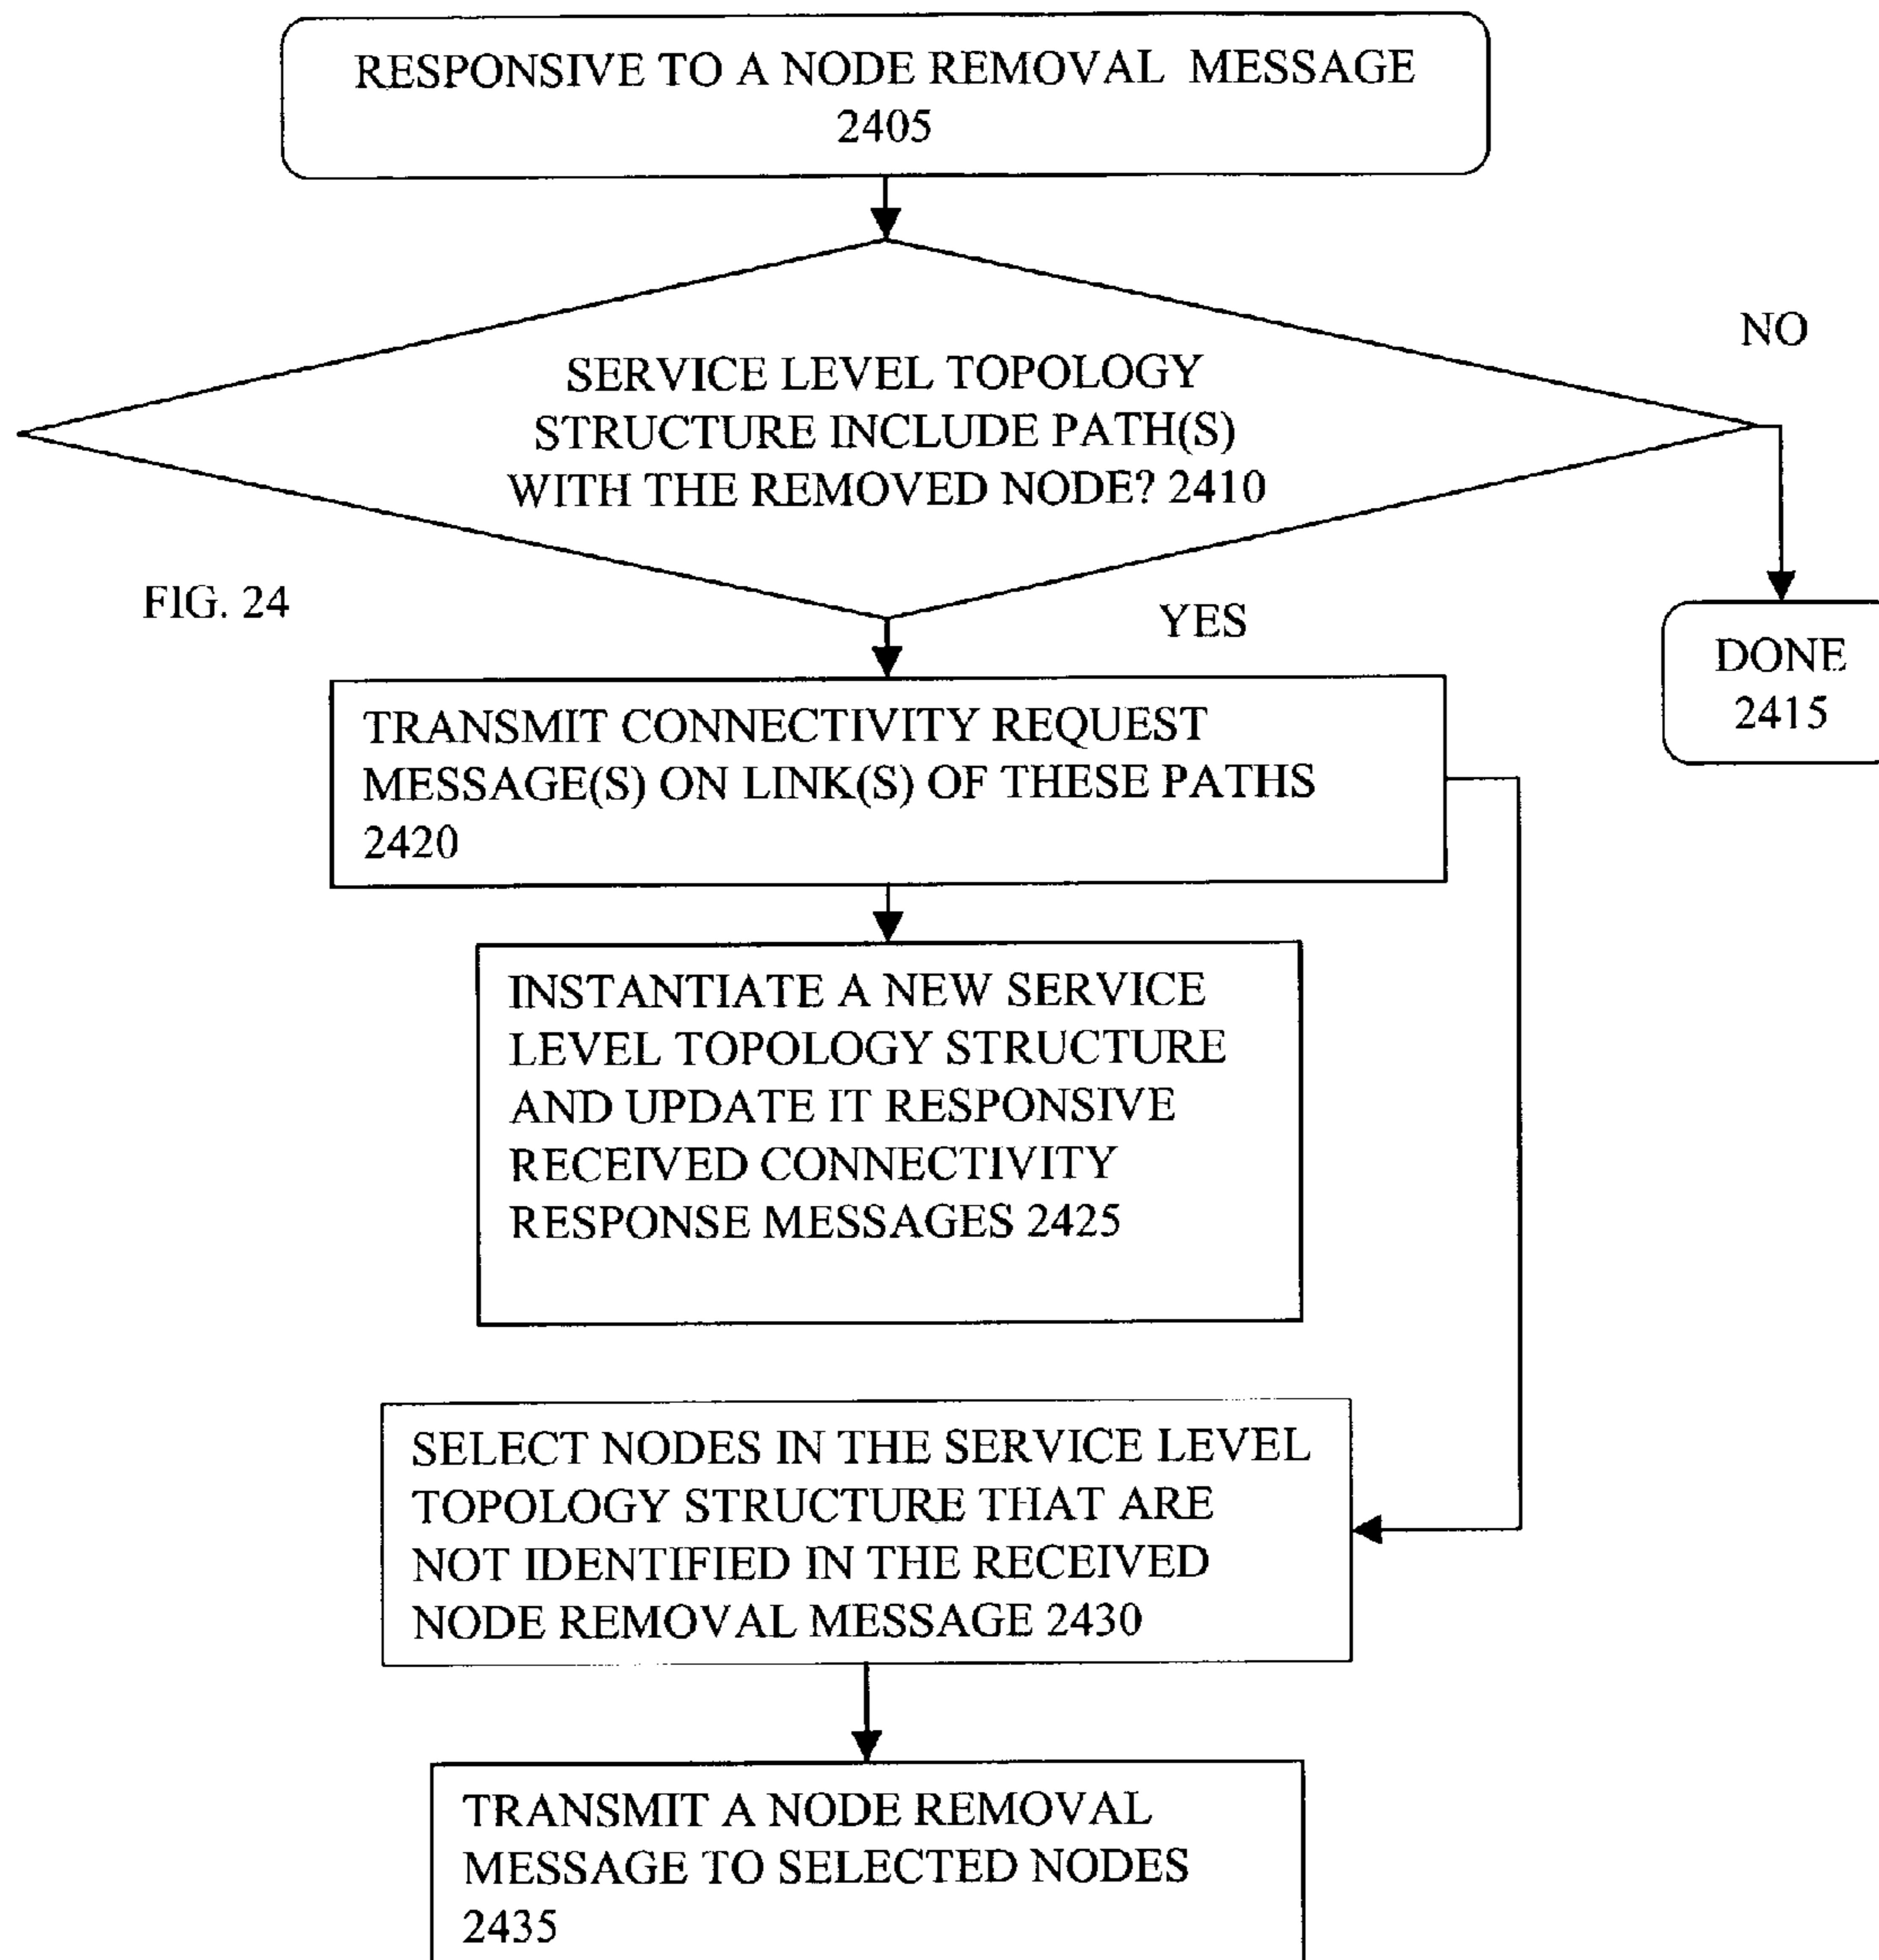 RESPONSIVE TO A NODE REMOVAL MESSAGE
2405
NO
SERVICE LEVEL TOPOLOGY
STRUCTURE INCLUDE PATH(S)
WITH THE REMOVED NODE? 2410
FIG. 24
YES
DONE
2415
TRANSMIT CONNECTIVITY REQUEST
MESSAGE(S) ON LINK(S) OF THESE PATHS
2420
INSTANTIATE A NEW SERVICE
LEVEL TOPOLOGY STRUCTURE
AND UPDATE IT RESPONSIVE
RECEIVED CONNECTIVITY
RESPONSE MESSAGES 2425
SELECT NODES IN THE SERVICE LEVEL
TOPOLOGY STRUCTURE THAT ARE
NOT IDENTIFIED IN THE RECEIVED
NODE REMOVAL MESSAGE 2430
TRANSMIT A NODE REMOVAL
MESSAGE TO SELECTED NODES
2435